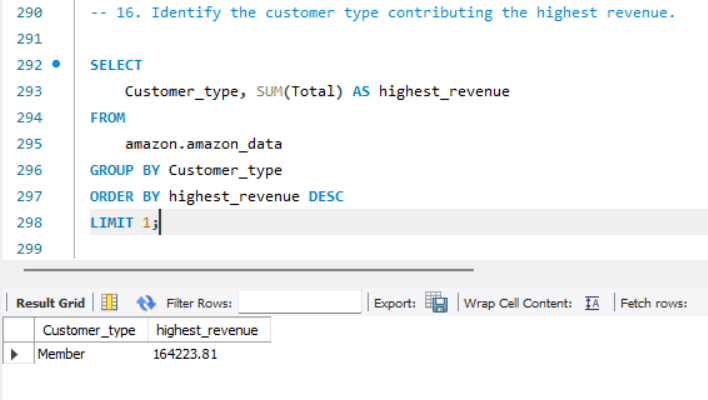 290 -- 16. Identify the customer type contributing the highest revenue.
291
292 SELECT
293 Customer_type, SUM(Total) AS highest_revenue
294 FROM
295 amazon.amazon_data
296 GROUP BY Customer_type
297 ORDER BY highest_revenue DESC
298 LIMIT 1;
299
Result Grid Filter Rows: Export: Wrap Cell Content: Fetch rows:
Customer_type highest_revenue
Member 164223.81